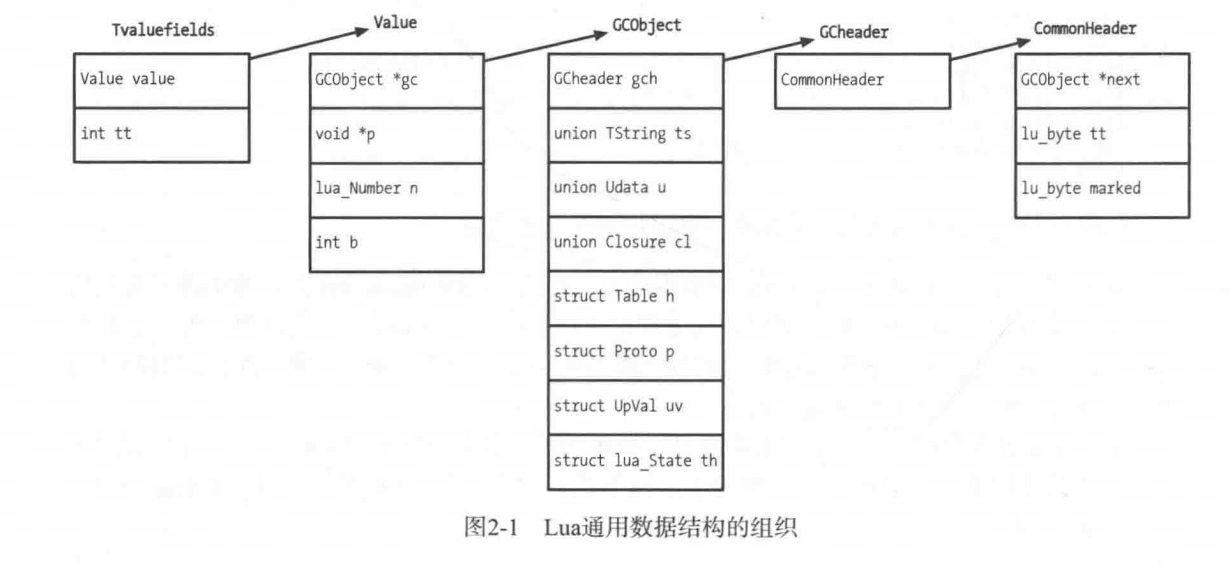 Tvaluefields
Value value
int tt
Value
GCObject *gc
void *p
lua_Number n
int b
GCObject
GCheader gch
union TString ts
union Udata u
union Closure cl
struct Table h
struct Proto p
struct UpVal uv
struct lua_State th
GCheader
CommonHeader
CommonHeader
GCObject *next
lu_byte tt
lu_byte marked
图2-1 Lua通用数据结构的组织